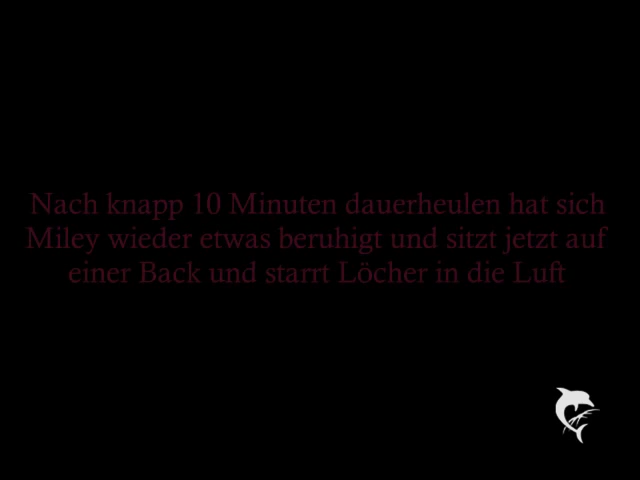 Nach knapp 10 Minuten dauerheulen hat sich
Miley wieder etwas beruhigt und sitzt jetzt auf
einer Back und starrt Löcher in die Luft